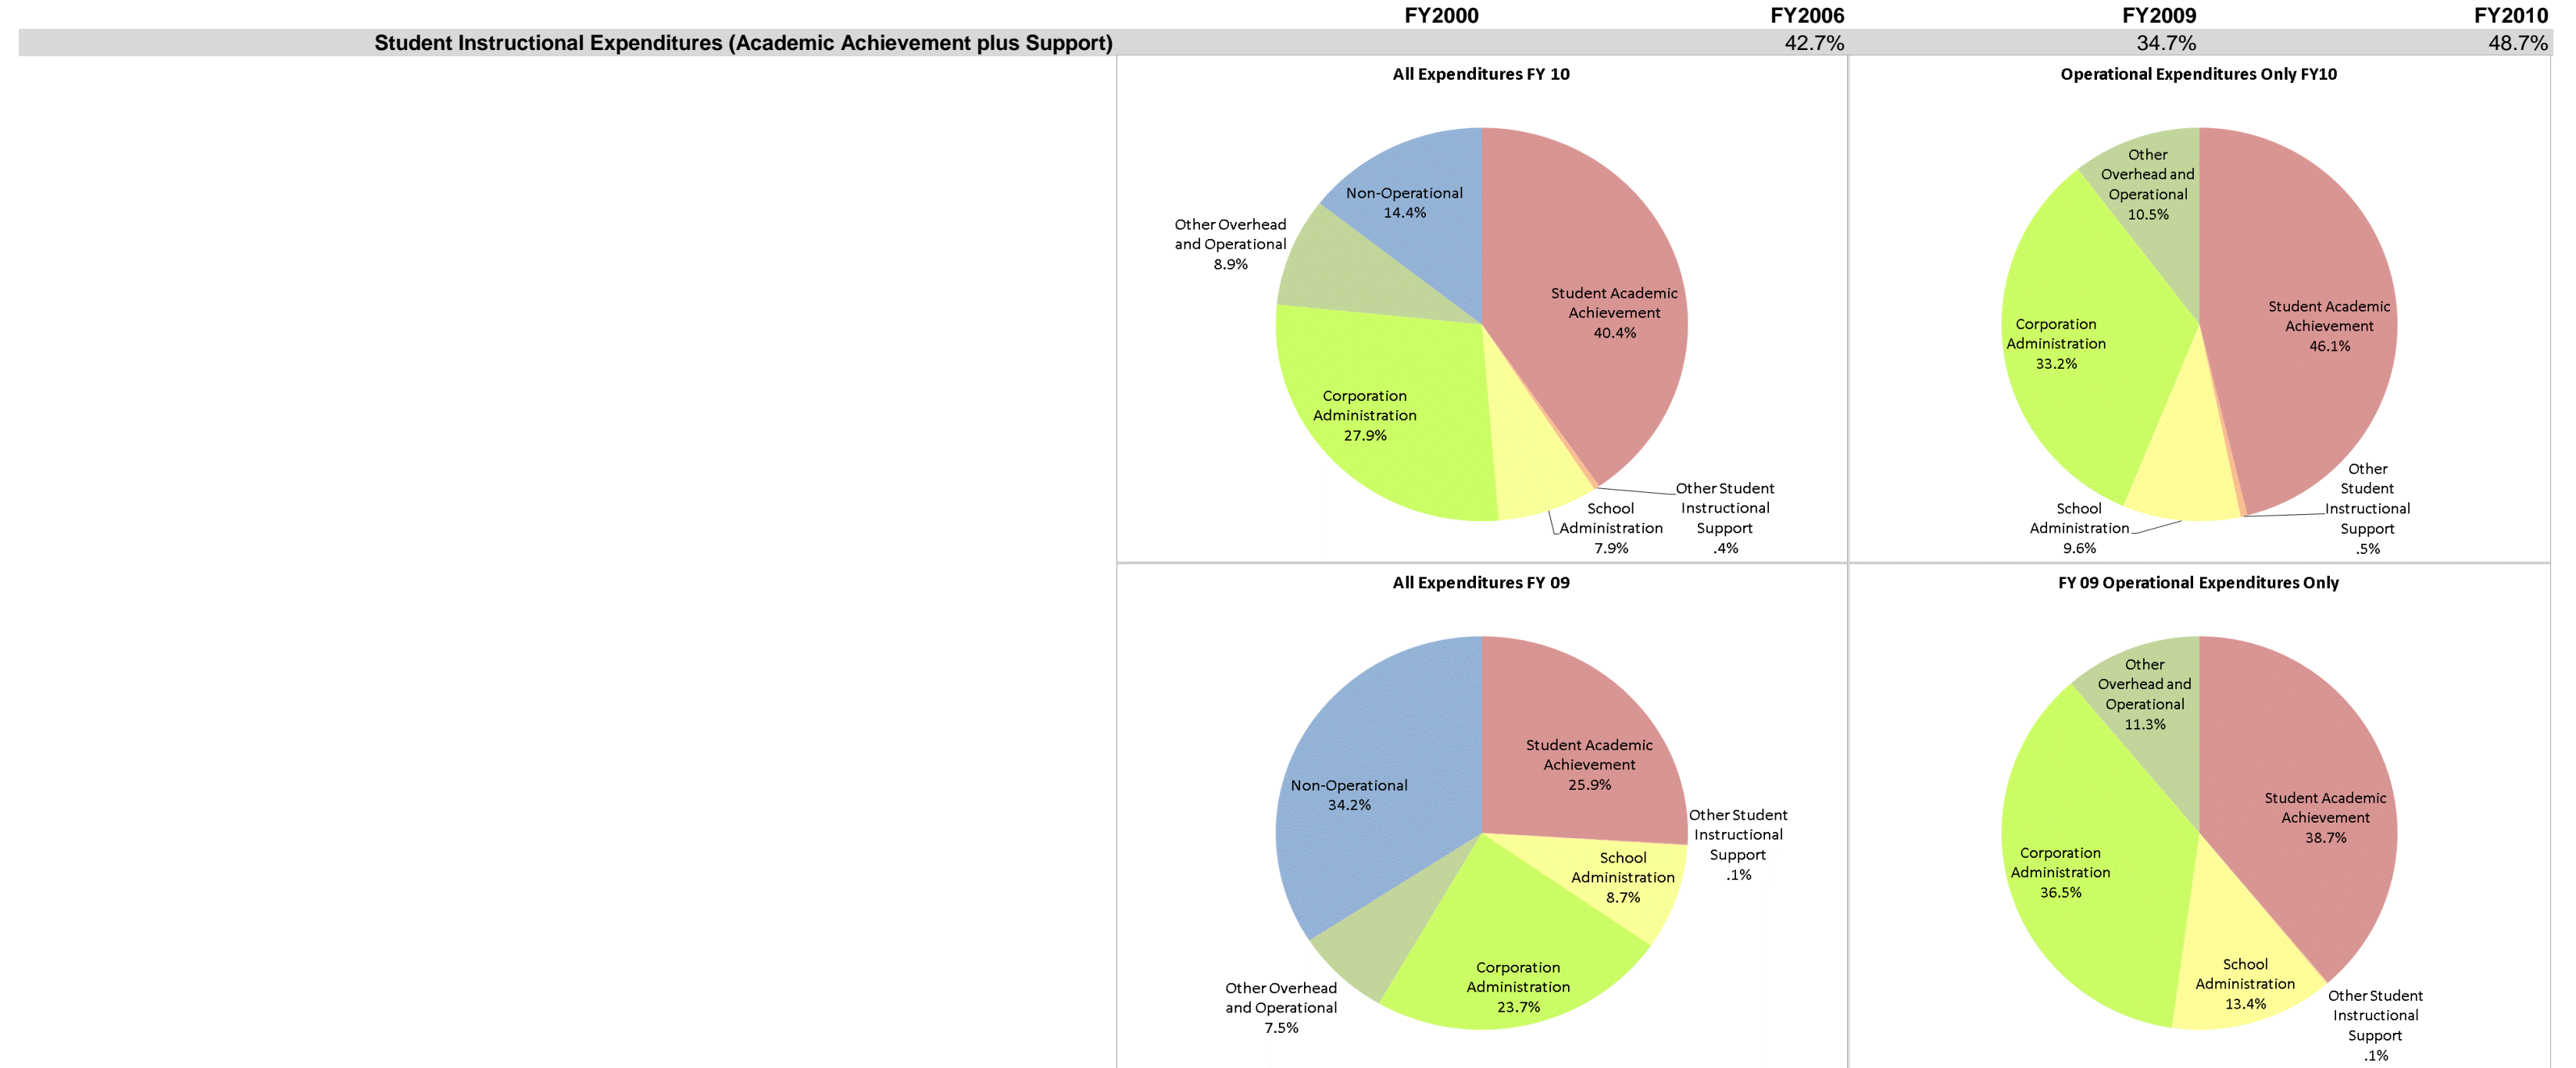 FY2000 FY2006 FY2009 FY2010
Student Instructional Expenditures (Academic Achievement plus Support) 42.7% 34.7% 48.7%
All Expenditures FY 10
Non-Operational
14.4%
Other Overhead
and Operational
8.9%
Student Academic
Achievement
40.4%
Corporation
Administration
27.9%
School
Administration
7.9%
Other Student
Instructional
Support
.4%
Operational Expenditures Only FY10
Other
Overhead and
Operational
10.5%
Student Academic
Achievement
46.1%
Corporation
Administration
33.2%
School
Administration
9.6%
Other
Student
Instructional
Support
.5%
All Expenditures FY 09
Student Academic
Achievement
25.9%
Non-Operational
34.2%
Other Student
Instructional
Support
.1%
School
Administration
8.7%
Corporation
Administration
23.7%
Other Overhead
and Operational
7.5%
FY 09 Operational Expenditures Only
Other
Overhead and
Operational
11.3%
Student Academic
Achievement
38.7%
Corporation
Administration
36.5%
School
Administration
13.4%
Other Student
Instructional
Support
.1%